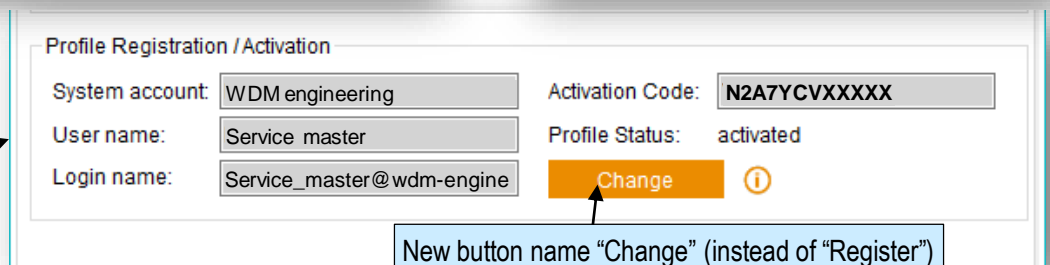 Profile Registration / Activation
System account: WDM engineering Activation Code: N2A7YCVXXXXX
User name: Service master Profile Status: activated
Login name: Service_master@wdm-engine Change
New button name “Change” (instead of “Register”)